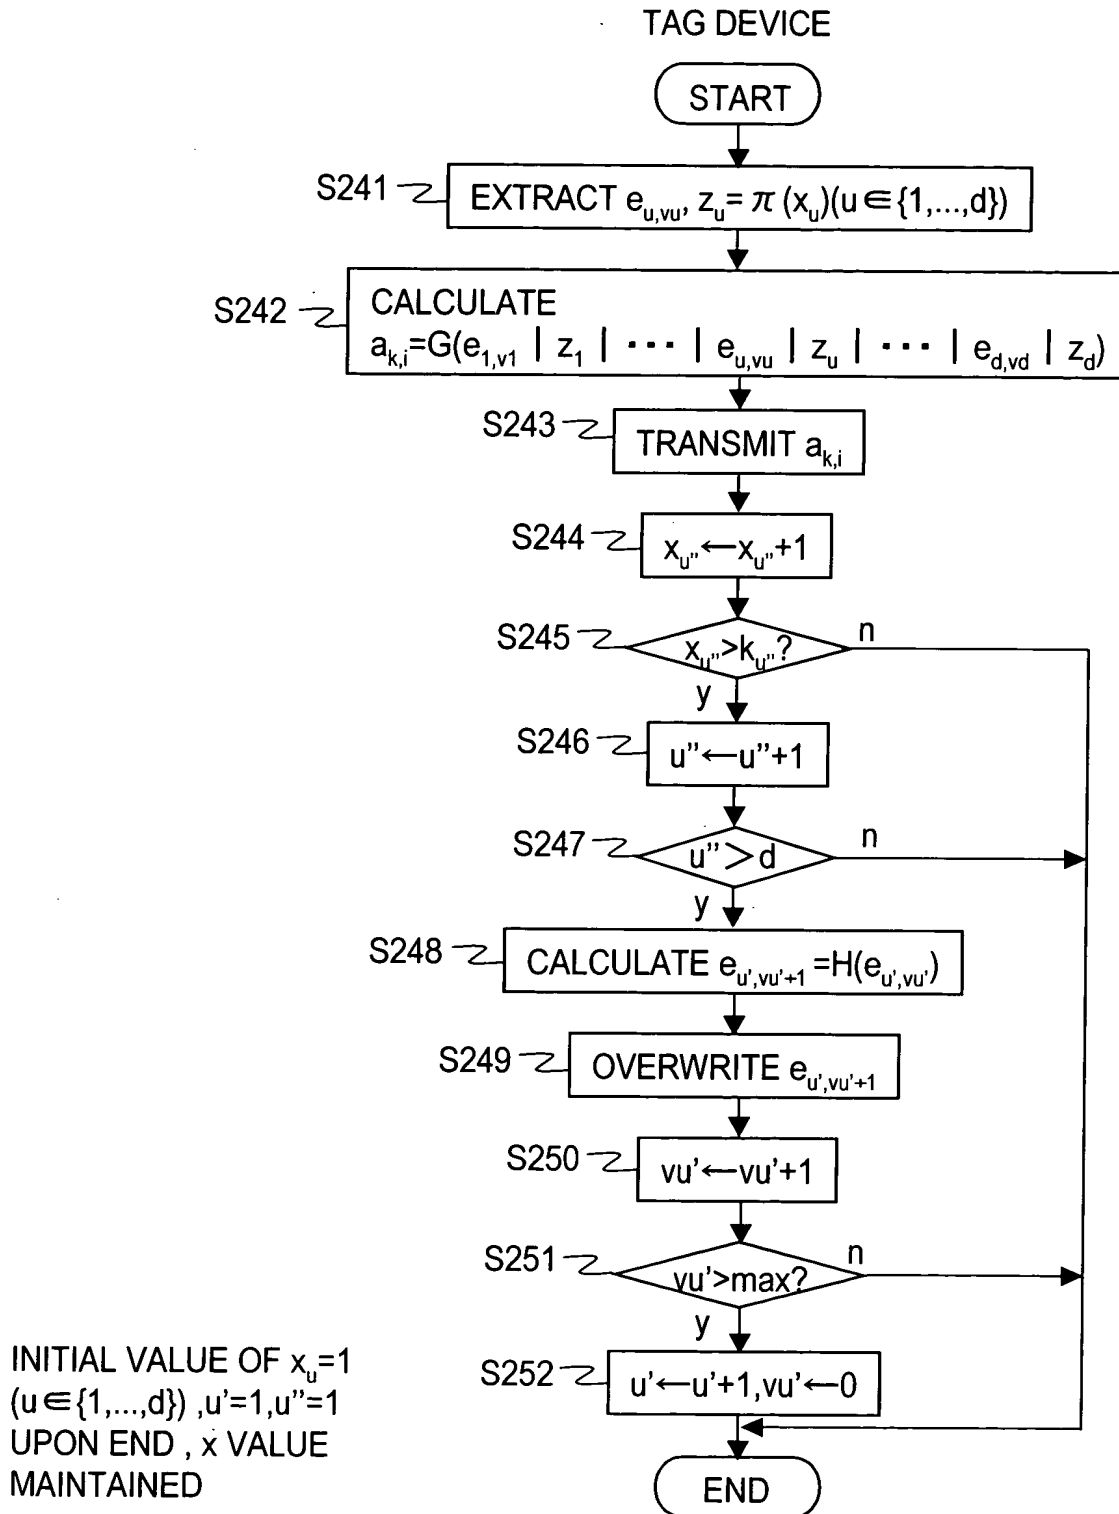 TAG DEVICE
START
S241
EXTRACT e_{u,vu}, z_u=π(x_u)(u∈{1,...,d})
S242
CALCULATE
a_{k,i}=G(e_{1,v1} | z_1 | ··· | e_{u,vu} | z_u | ··· | e_{d,vd} | z_d)
S243
TRANSMIT a_{k,i}
S244
x_{u"}←x_{u"}+1
S245
x_{u"}>k_{u"}?
n
y
S246
u"←u"+1
S247
u">d
n
y
S248
CALCULATE e_{u',vu'+1}=H(e_{u',vu'})
S249
OVERWRITE e_{u',vu'+1}
S250
vu'←vu'+1
S251
vu'>max?
n
y
S252
u'←u'+1,vu'←0
END
INITIAL VALUE OF x_u=1
(u∈{1,...,d}) ,u'=1,u"=1
UPON END , x VALUE
MAINTAINED